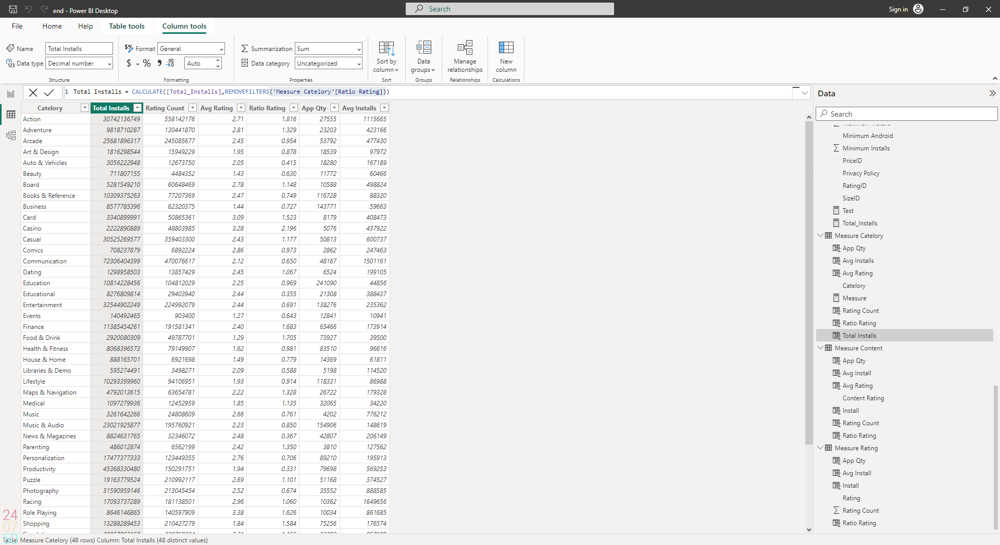 end - Power BI Desktop
Search
Sign in
File Home Help Table tools Column tools
Name Total Installs
Data type Decimal number
Structure
Format General
$ % 9 .00 Auto
Formatting
Summarization Sum
Data category Uncategorized
Properties
Sort by column
Sort
Data groups
Groups
Manage relationships
Relationships
New column
Calculations
1 Total Installs = CALCULATE([Total_Installs],REMOVEFILTERS('Measure Catelory'[Ratio Rating]))
Catelory Total Installs Rating Count Avg Rating Ratio Rating App Qty Avg Installs
Action 30742136749 558142176 2.71 1.816 27555 1115665
Adventure 9818710287 130441870 2.81 1.329 23203 423166
Arcade 25681896317 245085677 2.45 0.954 53792 477430
Art & Design 1816298544 15949229 1.95 0.878 18539 97972
Auto & Vehicles 3056222948 12673750 2.05 0.415 18280 167189
Beauty 711807155 4484352 1.43 0.630 11772 60466
Board 5281549210 60648469 2.78 1.148 10588 498824
Books & Reference 10309375263 77207369 2.47 0.749 116728 88320
Business 8577785396 62320375 1.44 0.727 143771 59663
Card 3340899991 50865361 3.09 1.523 8179 408473
Casino 2222890889 48803985 3.28 2.196 5076 437922
Casual 30525269577 359403300 2.43 1.177 50813 600737
Comics 708237879 6892224 2.86 0.973 2862 247463
Communication 72306404399 470076617 2.12 0.650 48167 1501161
Dating 1298958503 13857429 2.45 1.067 6524 199105
Education 10814228456 104812029 2.25 0.969 241090 44856
Educational 8276809814 29403940 2.44 0.355 21308 388437
Entertainment 32544902249 224992079 2.44 0.691 138276 235362
Events 140492465 903400 1.27 0.643 12841 10941
Finance 11385454261 191581341 2.40 1.683 65466 173914
Food & Drink 2920080309 49787701 1.29 1.705 73927 39500
Health & Fitness 8068396573 79149907 1.62 0.981 83510 96616
House & Home 888165701 6921698 1.49 0.779 14369 61811
Libraries & Demo 595274491 3498271 2.09 0.588 5198 114520
Lifestyle 10293399960 94106951 1.93 0.914 118331 86988
Maps & Navigation 4792013615 63654781 2.22 1.328 26722 179328
Medical 1097279936 12452959 1.85 1.135 32065 34220
Music 3261642266 24808609 2.66 0.761 4202 776212
Music & Audio 23021925877 195760921 2.23 0.850 154906 148619
News & Magazines 8824631765 32346072 2.48 0.367 42807 206149
Parenting 486012874 6562199 2.42 1.350 3810 127562
Personalization 17477377333 123449355 2.76 0.706 89210 195913
Productivity 45368330480 150291751 1.94 0.331 79698 569253
Puzzle 19163779524 210992117 2.69 1.101 51168 374527
Photography 31590959146 213045454 2.52 0.674 35552 888585
Racing 17093737289 181138501 2.96 1.060 10362 1649656
Role Playing 8646146865 140597909 3.38 1.626 10034 861685
Shopping 13288289453 210427279 1.84 1.584 75256 176574
24
07
50
Table: Measure Catelory (48 rows) Column: Total Installs (48 distinct values)
Data
Search
Minimum Android
Minimum Installs
PriceID
Privacy Policy
RatingID
SizeID
Test
Total_Installs
Measure Catelory
App Qty
Avg Installs
Avg Rating
Catelory
Measure
Rating Count
Ratio Rating
Total Installs
Measure Content
App Qty
Avg Install
Avg Rating
Content Rating
Install
Rating Count
Ratio Rating
Measure Rating
App Qty
Avg Install
Install
Rating
Rating Count
Ratio Rating